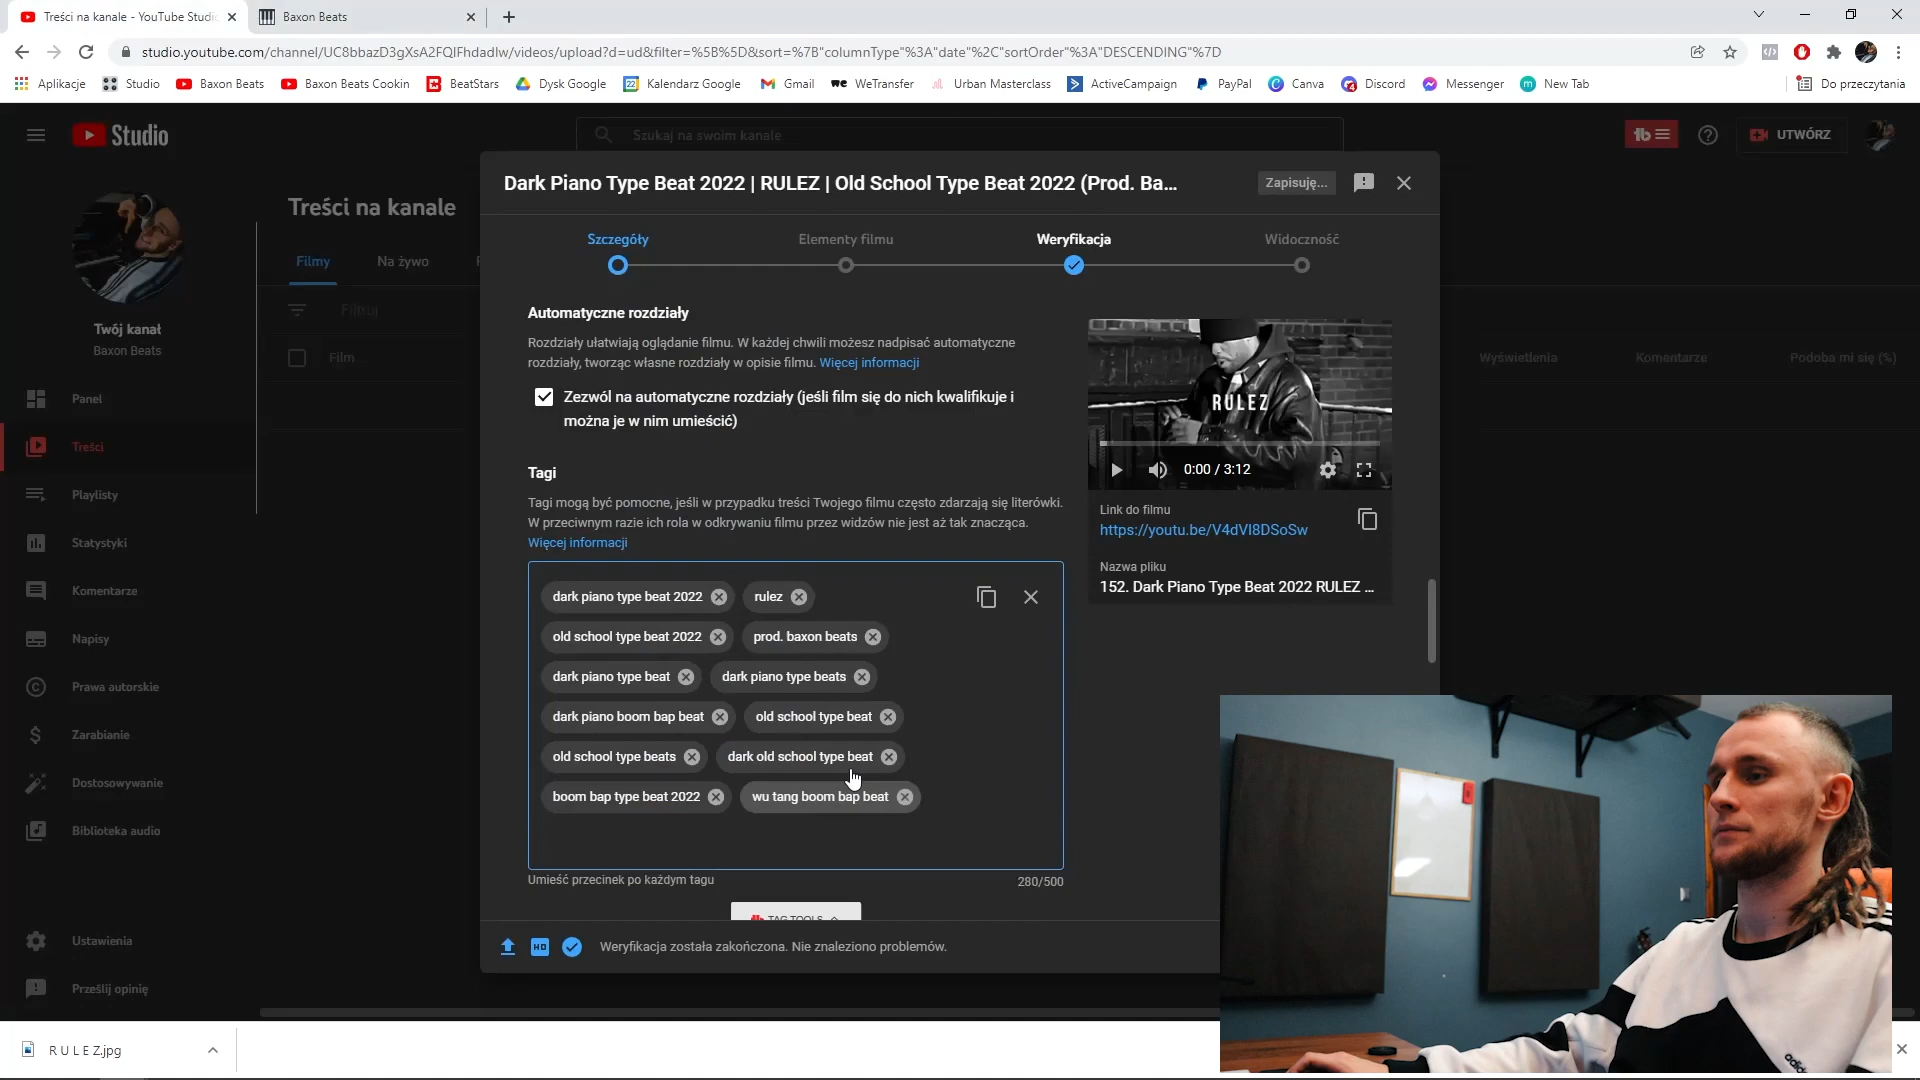 Treści na kanale - YouTube Studi
Baxon Beats
studio.youtube.com/channel/UC8bbazD3gXsA2FQIFhdadIw/videos/upload?d=ud&filter=%5B%5D&sort=%7B"columnType"%3A"date"%2C"sortOrder"%3A"DESCENDING"%7D
Aplikacje Studio Baxon Beats Baxon Beats Cookin BeatStars Dysk Google Kalendarz Google Gmail WeTransfer Urban Masterclass ActiveCampaign PayPal Canva Discord Messenger New Tab Do przeczytania
Studio
Szukaj na swoim kanale
UTWÓRZ
Dark Piano Type Beat 2022 | RULEZ | Old School Type Beat 2022 (Prod. Ba...
Zapisuję...
Treści na kanale
Szczegóły Elementy filmu Weryfikacja Widoczność
Filmy Na żywo
Filtruj
Film
Wyświetlenia Komentarze Podoba mi się (%)
Twój kanał
Baxon Beats
Panel
Treści
Playlisty
Statystyki
Komentarze
Napisy
Prawa autorskie
Zarabianie
Dostosowywanie
Biblioteka audio
Ustawienia
Prześlij opinię
Automatyczne rozdziały
Rozdziały ułatwiają oglądanie filmu. W każdej chwili możesz nadpisać automatyczne
rozdziały, tworząc własne rozdziały w opisie filmu. Więcej informacji
Zezwól na automatyczne rozdziały (jeśli film się do nich kwalifikuje i
można je w nim umieścić)
Tagi
Tagi mogą być pomocne, jeśli w przypadku treści Twojego filmu często zdarzają się literówki.
W przeciwnym razie ich rola w odkrywaniu filmu przez widzów nie jest aż tak znacząca.
Więcej informacji
dark piano type beat 2022 rulez
old school type beat 2022 prod. baxon beats
dark piano type beat dark piano type beats
dark piano boom bap beat old school type beat
old school type beats dark old school type beat
boom bap type beat 2022 wu tang boom bap beat
Umieść przecinek po każdym tagu
280/500
TAG TOOLS
RULEZ
0:00 / 3:12
Link do filmu
https://youtu.be/V4dVI8DSoSw
Nazwa pliku
152. Dark Piano Type Beat 2022 RULEZ ...
HD
Weryfikacja została zakończona. Nie znaleziono problemów.
adidas
R U L E Z.jpg